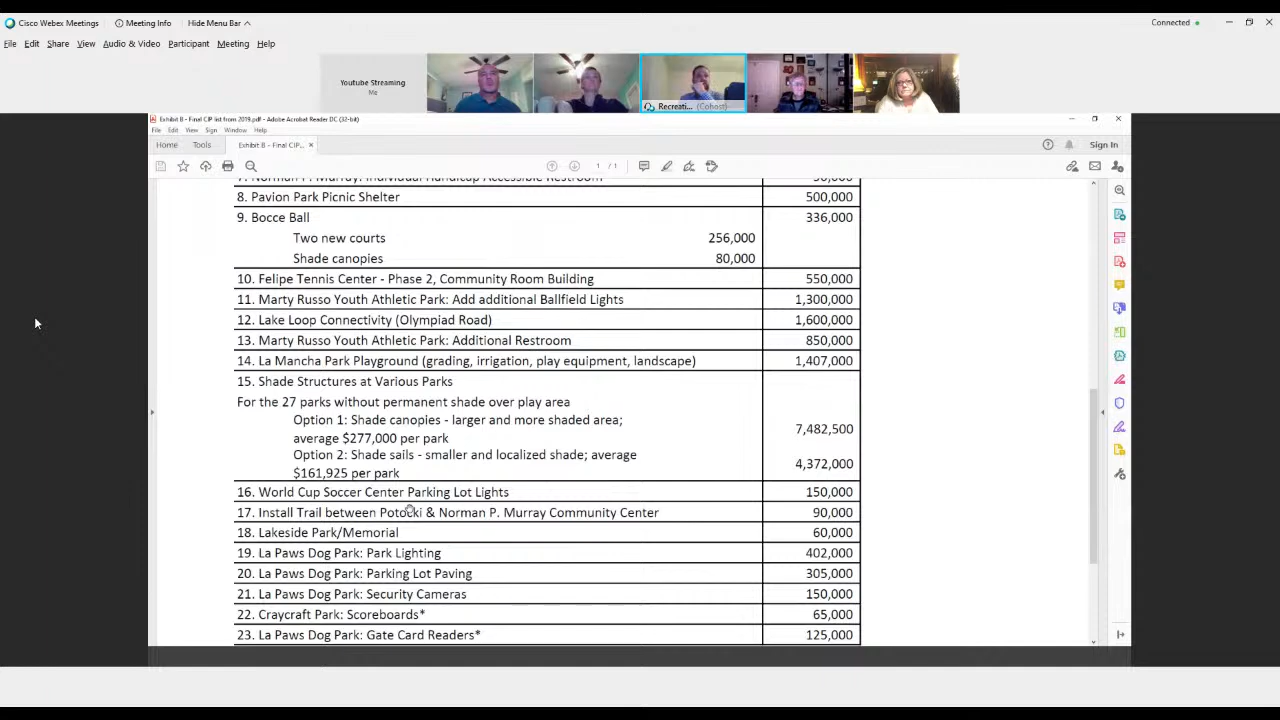 Cisco Webex Meetings Meeting Info Hide Menu Bar Connected
File Edit Share View Audio & Video Participant Meeting Help
Youtube Streaming
Me
Recreati... (Cohost)
Exhibit B - Final CIP list from 2019.pdf - Adobe Acrobat Reader DC (32-bit)
File Edit View Sign Window Help
Home Tools Exhibit B - Final CIP... × Sign In
1 / 1
7. Norman P. Murray: Individual Handicap Accessible Restroom
8. Pavion Park Picnic Shelter 500,000
9. Bocce Ball 336,000
Two new courts 256,000
Shade canopies 80,000
10. Felipe Tennis Center - Phase 2, Community Room Building 550,000
11. Marty Russo Youth Athletic Park: Add additional Ballfield Lights 1,300,000
12. Lake Loop Connectivity (Olympiad Road) 1,600,000
13. Marty Russo Youth Athletic Park: Additional Restroom 850,000
14. La Mancha Park Playground (grading, irrigation, play equipment, landscape) 1,407,000
15. Shade Structures at Various Parks
For the 27 parks without permanent shade over play area
Option 1: Shade canopies - larger and more shaded area;
average $277,000 per park 7,482,500
Option 2: Shade sails - smaller and localized shade; average
$161,925 per park 4,372,000
16. World Cup Soccer Center Parking Lot Lights 150,000
17. Install Trail between Potocki & Norman P. Murray Community Center 90,000
18. Lakeside Park/Memorial 60,000
19. La Paws Dog Park: Park Lighting 402,000
20. La Paws Dog Park: Parking Lot Paving 305,000
21. La Paws Dog Park: Security Cameras 150,000
22. Craycraft Park: Scoreboards* 65,000
23. La Paws Dog Park: Gate Card Readers* 125,000